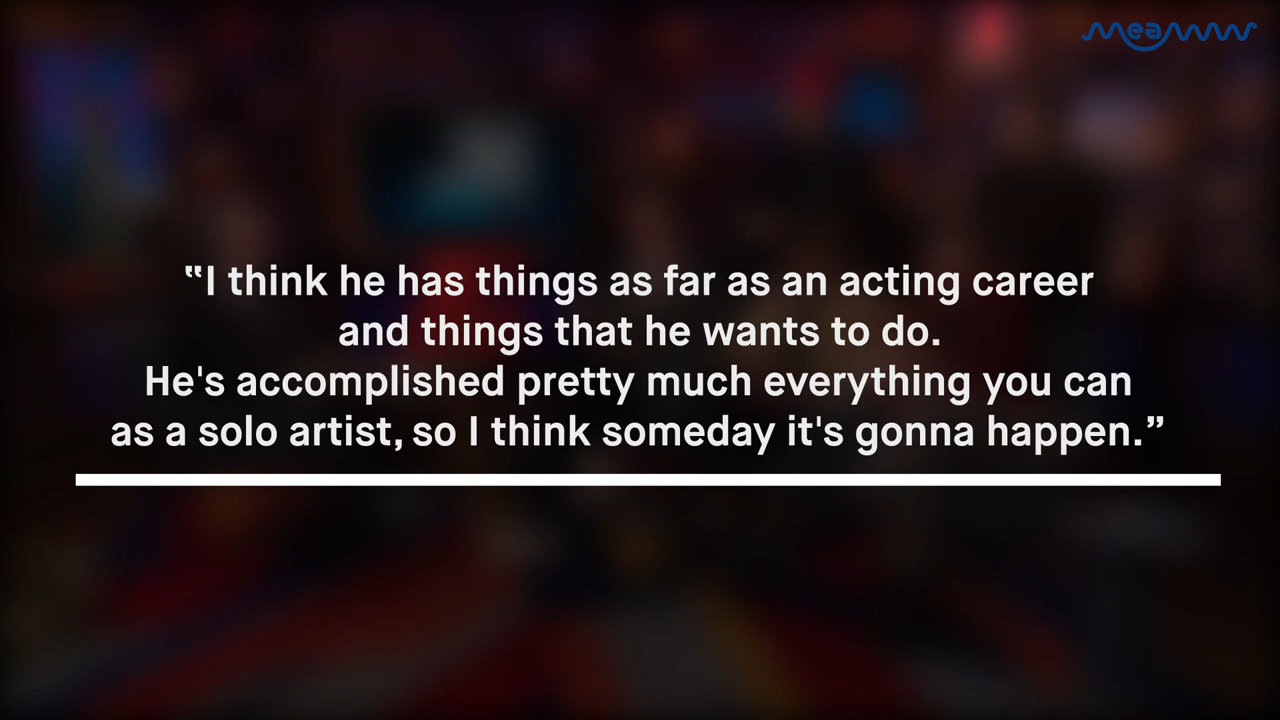 meaww
“I think he has things as far as an acting career
and things that he wants to do.
He's accomplished pretty much everything you can
as a solo artist, so I think someday it's gonna happen.”